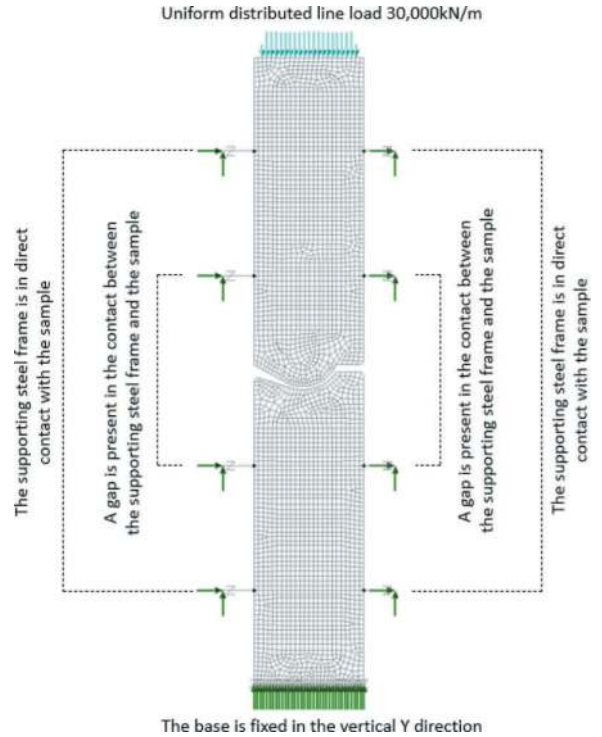 Uniform distributed line load 30,000kN/m
The supporting steel frame is in direct
contact with the sample
A gap is present in the contact between
the supporting steel frame and the sample
A gap is present in the contact between
the supporting steel frame and the sample
The supporting steel frame is in direct
contact with the sample
The base is fixed in the vertical Y direction